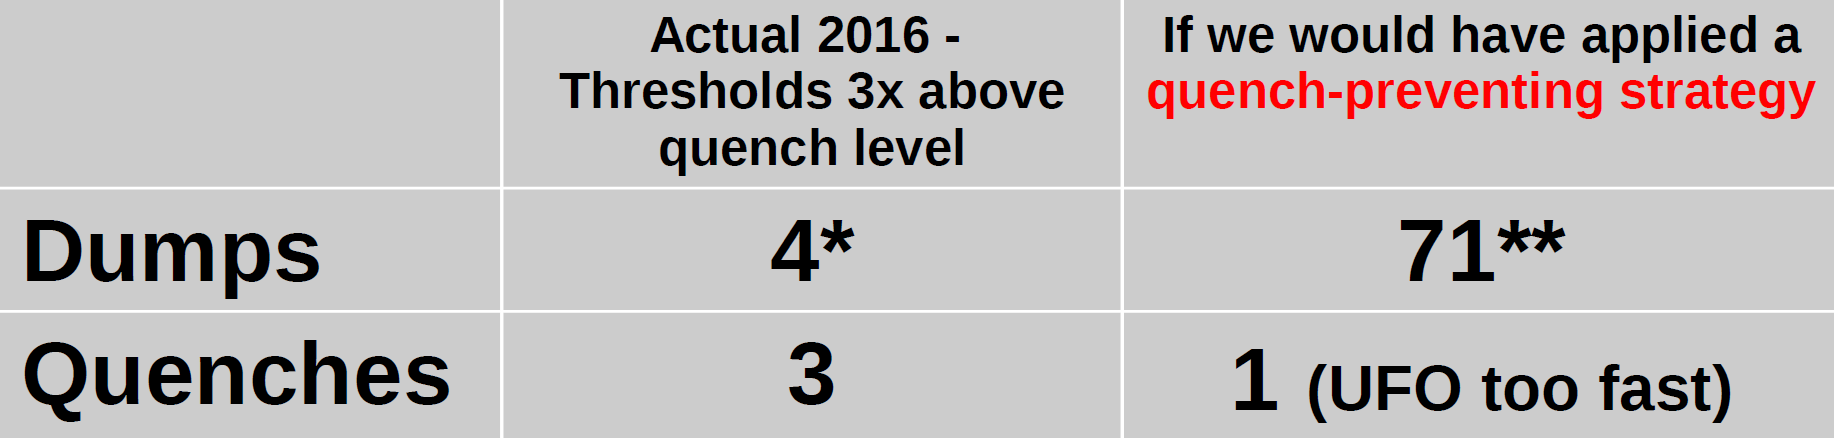 Actual 2016 -
Thresholds 3x above
quench level
If we would have applied a
quench-preventing strategy
Dumps
4*
71**
Quenches
3
1 (UFO too fast)